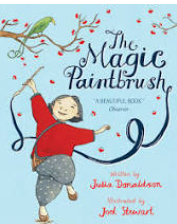 The
Magic
Paintbrush
"A BEAUTIFUL BOOK"
Observer
Written by
Julia Donaldson
Illustrated by
Joel Stewart